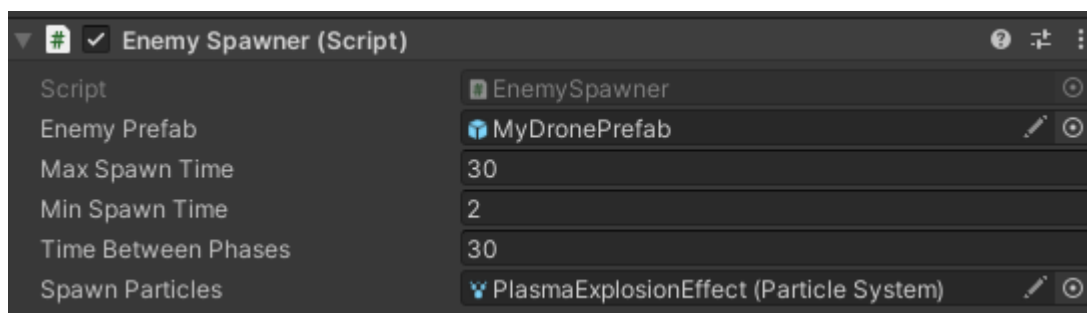 Enemy Spawner (Script)
Script EnemySpawner
Enemy Prefab MyDronePrefab
Max Spawn Time 30
Min Spawn Time 2
Time Between Phases 30
Spawn Particles PlasmaExplosionEffect (Particle System)